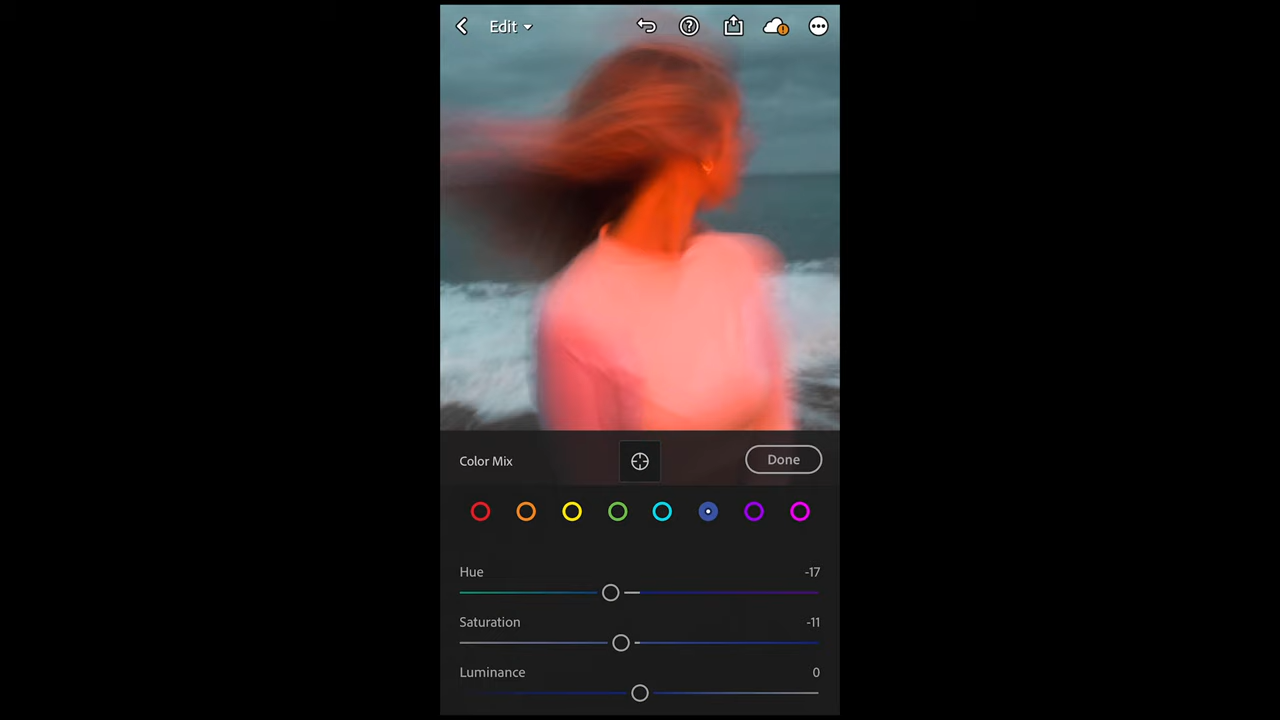 Edit
Color Mix
Done
Hue -17
Saturation -11
Luminance 0